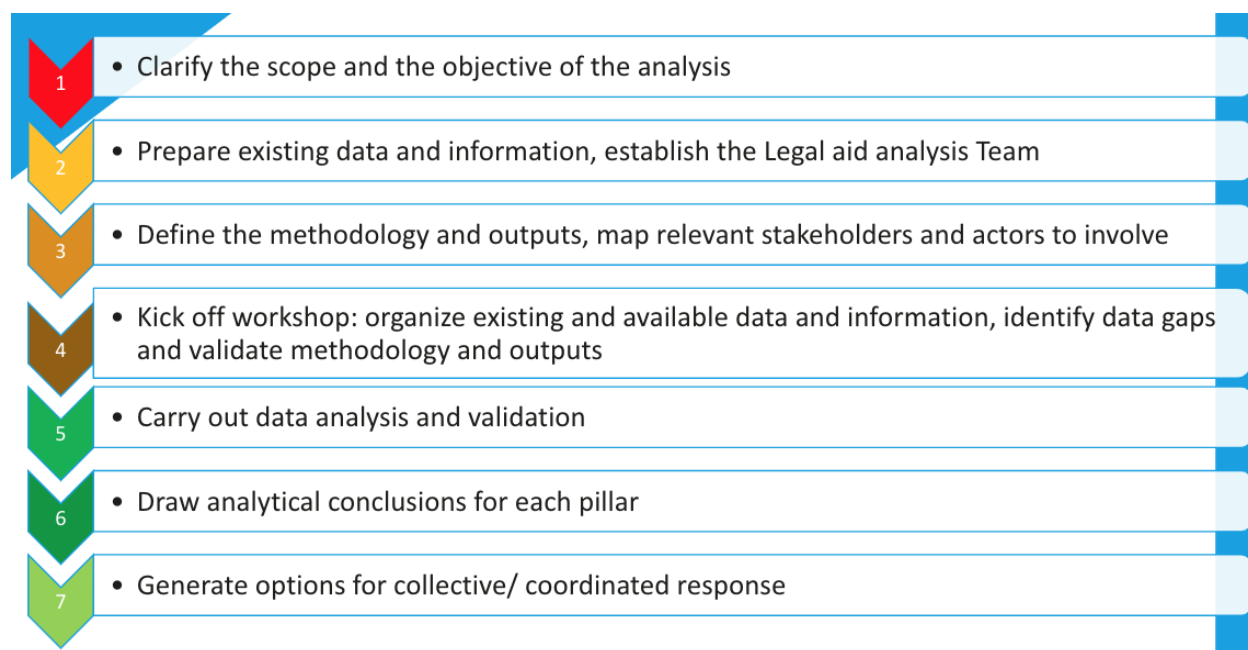 1
• Clarify the scope and the objective of the analysis
2
• Prepare existing data and information, establish the Legal aid analysis Team
3
• Define the methodology and outputs, map relevant stakeholders and actors to involve
4
• Kick off workshop: organize existing and available data and information, identify data gaps
and validate methodology and outputs
5
• Carry out data analysis and validation
6
• Draw analytical conclusions for each pillar
7
• Generate options for collective/ coordinated response